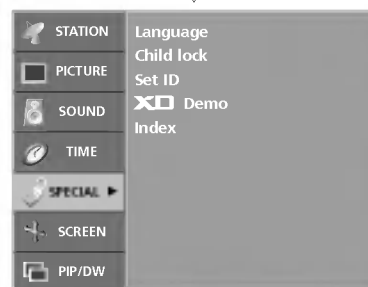 STATION
PICTURE
SOUND
TIME
SPECIAL
SCREEN
PIP/DW
Language
Child lock
Set ID
XD Demo
Index